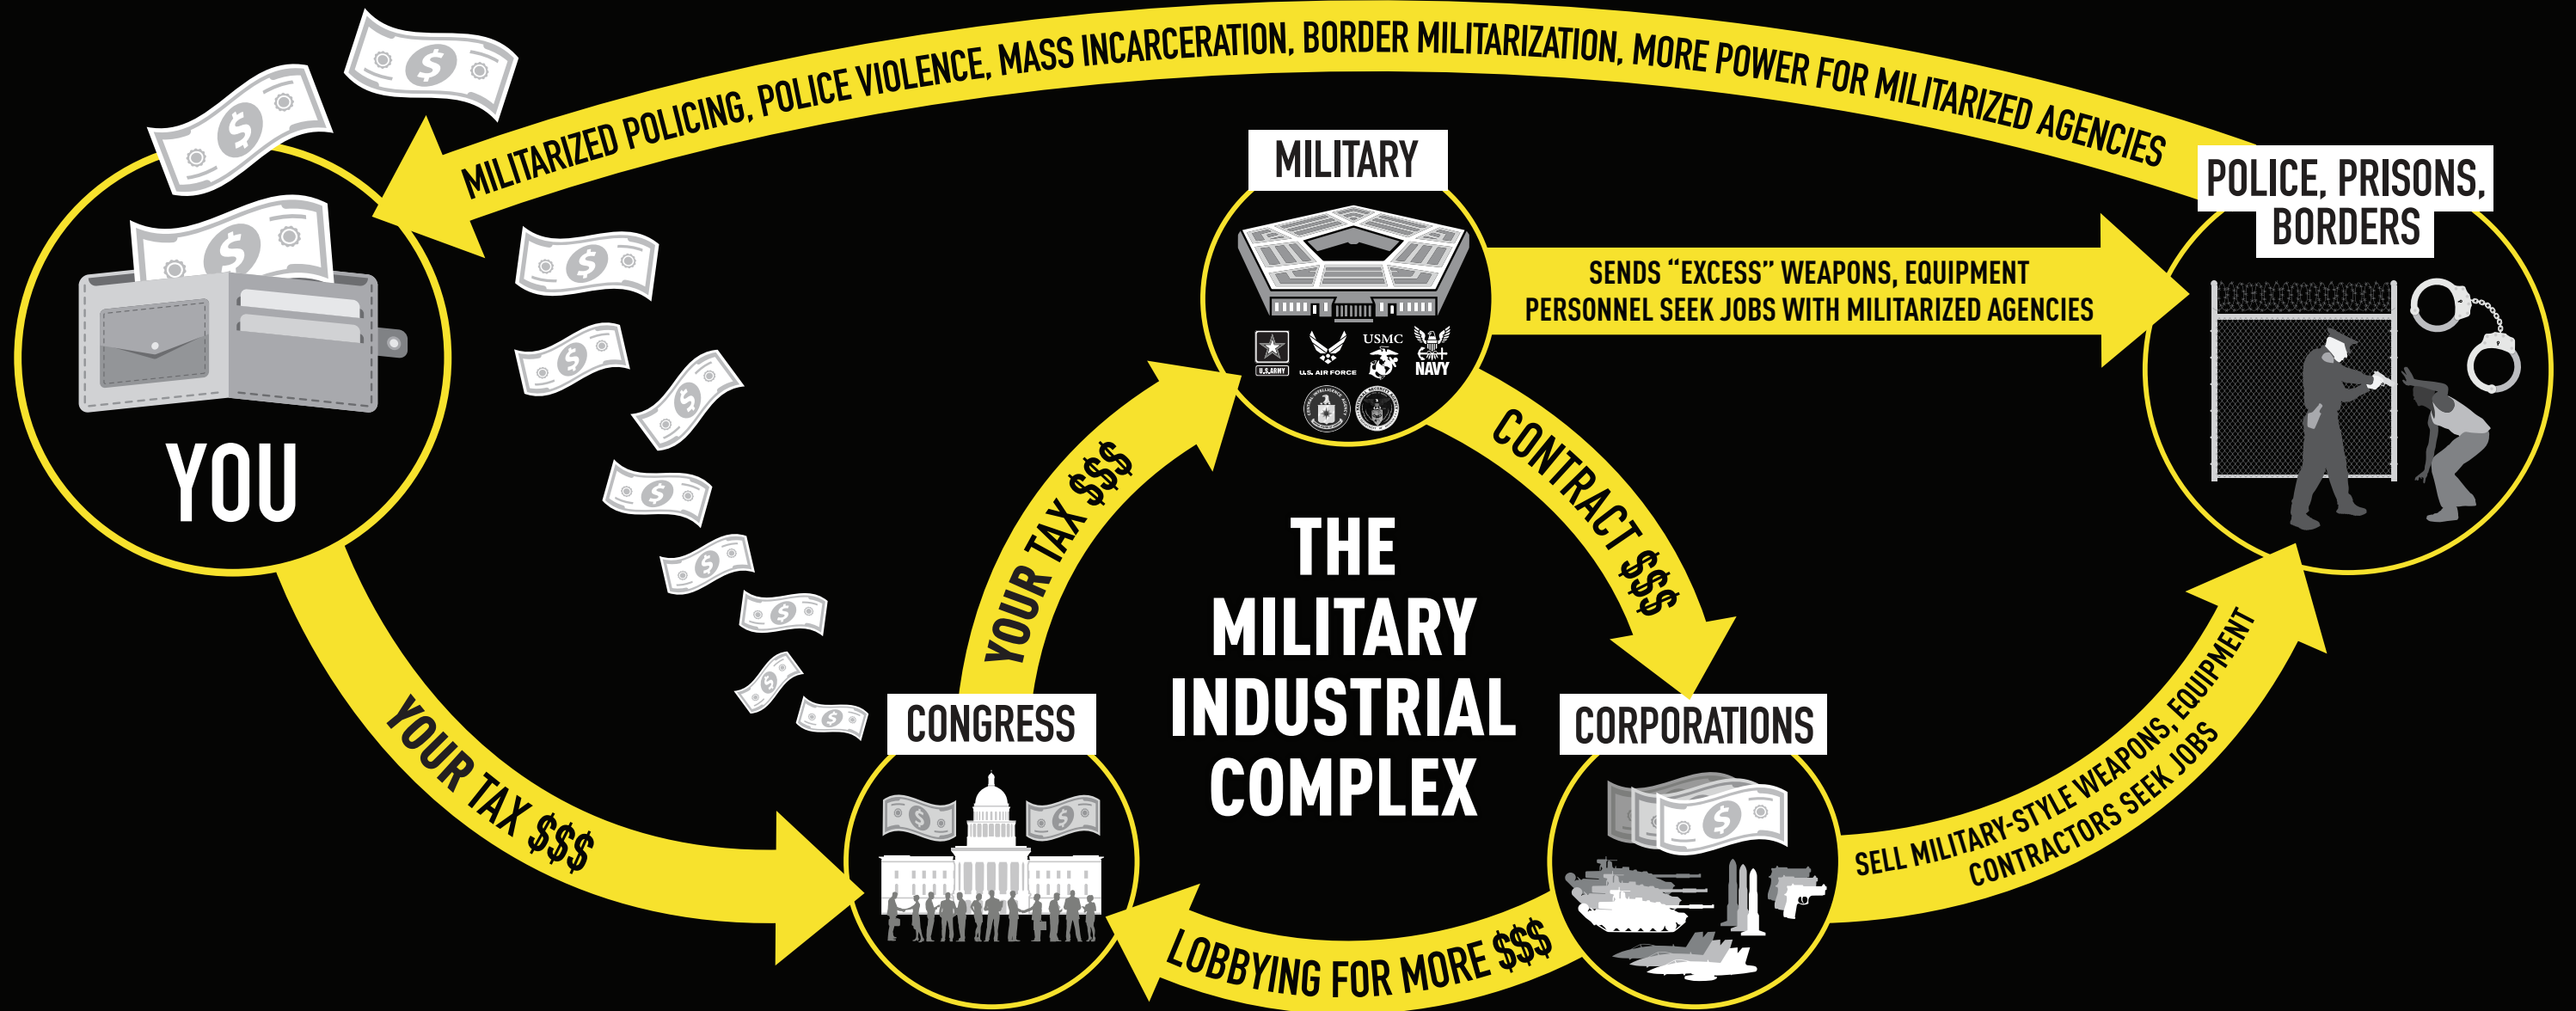 MILITARIZED POLICING, POLICE VIOLENCE, MASS INCARCERATION, BORDER MILITARIZATION, MORE POWER FOR MILITARIZED AGENCIES
MILITARY
POLICE, PRISONS,
BORDERS
SENDS “EXCESS” WEAPONS, EQUIPMENT
PERSONNEL SEEK JOBS WITH MILITARIZED AGENCIES
U.S.ARMY
U.S. AIR FORCE
USMC
NAVY
YOU
YOUR TAX $$$
CONTRACT $$$
THE
MILITARY
INDUSTRIAL
COMPLEX
YOUR TAX $$$
CONGRESS
CORPORATIONS
SELL MILITARY-STYLE WEAPONS, EQUIPMENT
CONTRACTORS SEEK JOBS
LOBBYING FOR MORE $$$